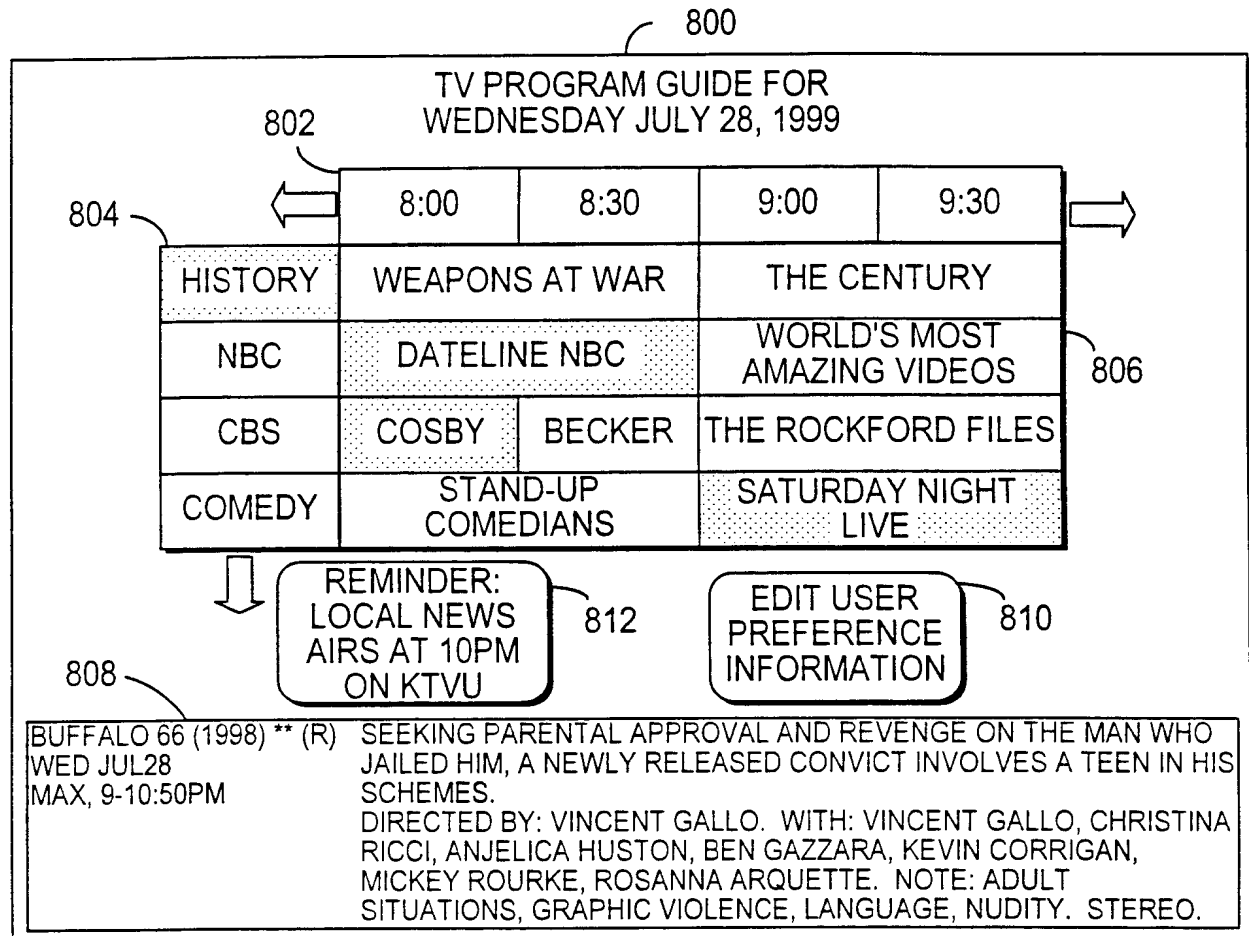 800
TV PROGRAM GUIDE FOR
WEDNESDAY JULY 28, 1999
802
8:00 8:30 9:00 9:30
804
HISTORY WEAPONS AT WAR THE CENTURY
NBC DATELINE NBC WORLD'S MOST
AMAZING VIDEOS
806
CBS COSBY BECKER THE ROCKFORD FILES
COMEDY STAND-UP
COMEDIANS
SATURDAY NIGHT
LIVE
REMINDER:
LOCAL NEWS
AIRS AT 10PM
ON KTVU
812
EDIT USER
PREFERENCE
INFORMATION
810
808
BUFFALO 66 (1998) ** (R)
WED JUL28
MAX, 9-10:50PM
SEEKING PARENTAL APPROVAL AND REVENGE ON THE MAN WHO
JAILED HIM, A NEWLY RELEASED CONVICT INVOLVES A TEEN IN HIS
SCHEMES.
DIRECTED BY: VINCENT GALLO. WITH: VINCENT GALLO, CHRISTINA
RICCI, ANJELICA HUSTON, BEN GAZZARA, KEVIN CORRIGAN,
MICKEY ROURKE, ROSANNA ARQUETTE. NOTE: ADULT
SITUATIONS, GRAPHIC VIOLENCE, LANGUAGE, NUDITY. STEREO.